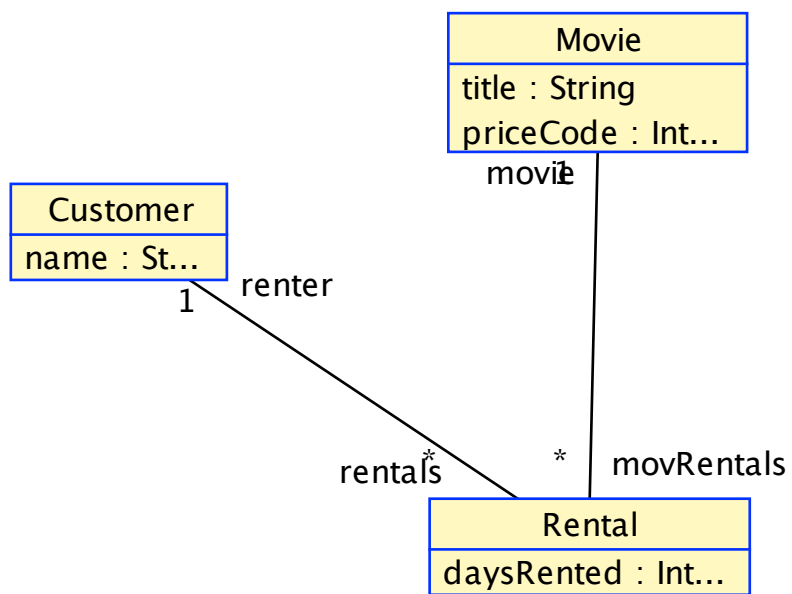 Movie
title : String
priceCode : Int...
movie
1
Customer
name : St...
renter
1
rentals
*
*
movRentals
Rental
daysRented : Int...